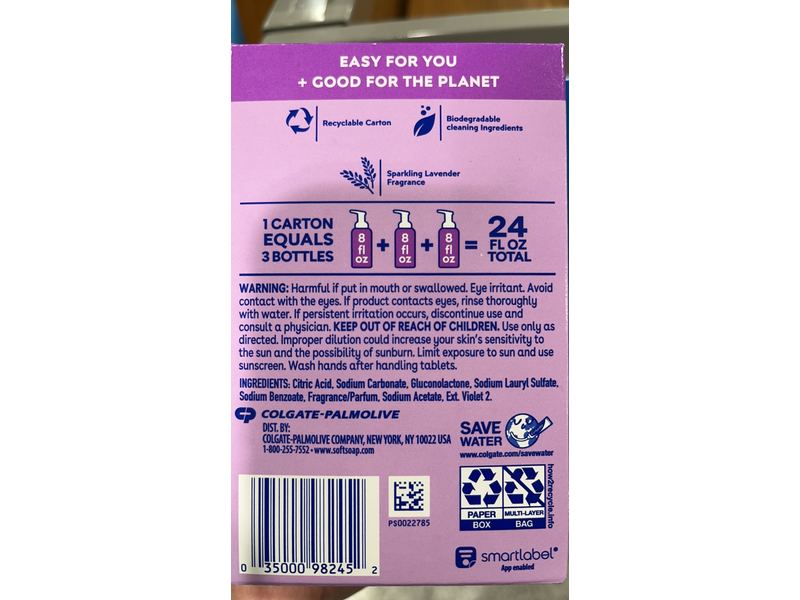 EASY FOR YOU
+ GOOD FOR THE PLANET
Recyclable Carton
Biodegradable
cleaning Ingredients
Sparkling Lavender
Fragrance
1 CARTON
EQUALS
3 BOTTLES
8
fl
oz
+
8
fl
oz
+
8
fl
oz
=
24
FL OZ
TOTAL
WARNING: Harmful if put in mouth or swallowed. Eye irritant. Avoid
contact with the eyes. If product contacts eyes, rinse thoroughly
with water. If persistent irritation occurs, discontinue use and
consult a physician. KEEP OUT OF REACH OF CHILDREN. Use only as
directed. Improper dilution could increase your skin's sensitivity to
the sun and the possibility of sunburn. Limit exposure to sun and use
sunscreen. Wash hands after handling tablets.
INGREDIENTS: Citric Acid, Sodium Carbonate, Gluconolactone, Sodium Lauryl Sulfate,
Sodium Benzoate, Fragrance/Parfum, Sodium Acetate, Ext. Violet 2.
CP COLGATE-PALMOLIVE
DIST. BY:
COLGATE-PALMOLIVE COMPANY, NEW YORK, NY 10022 USA
1-800-255-7552 • www.softsoap.com
SAVE
WATER
www.colgate.com/savewater
PS0022785
PAPER
BOX
MULTI-LAYER
BAG
how2recycle.info
0 35000 98245 2
smartlabel®
App enabled